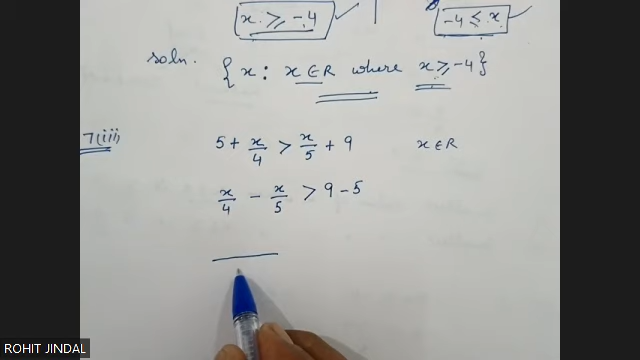 x ≥ -4 -4 ≤ x
soln. { x : x ∈ R where x ≥ -4 }
7(iii) 5 + x/4 > x/5 + 9 x ∈ R
x/4 - x/5 > 9 - 5
ROHIT JINDAL